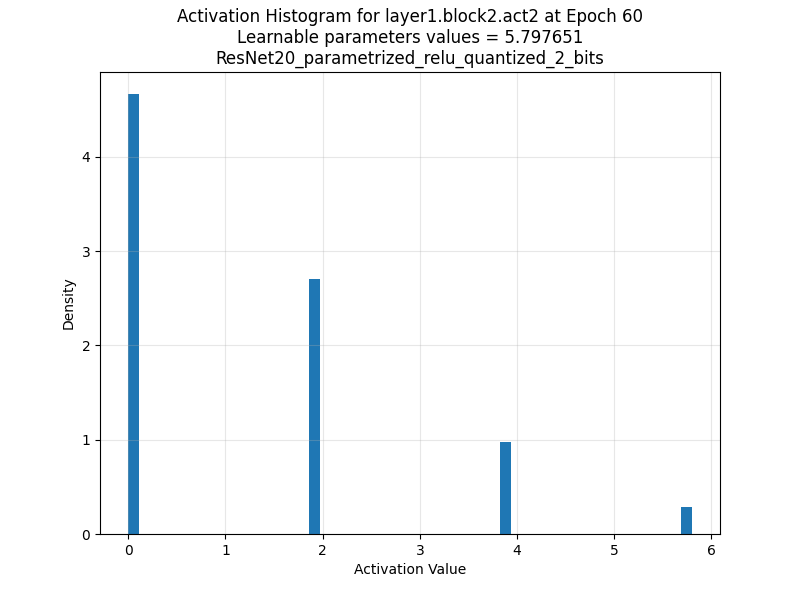 Activation Histogram for layer1.block2.act2 at Epoch 60
Learnable parameters values = 5.797651
ResNet20_parametrized_relu_quantized_2_bits
4
3
2
1
0
Density
0 1 2 3 4 5 6
Activation Value